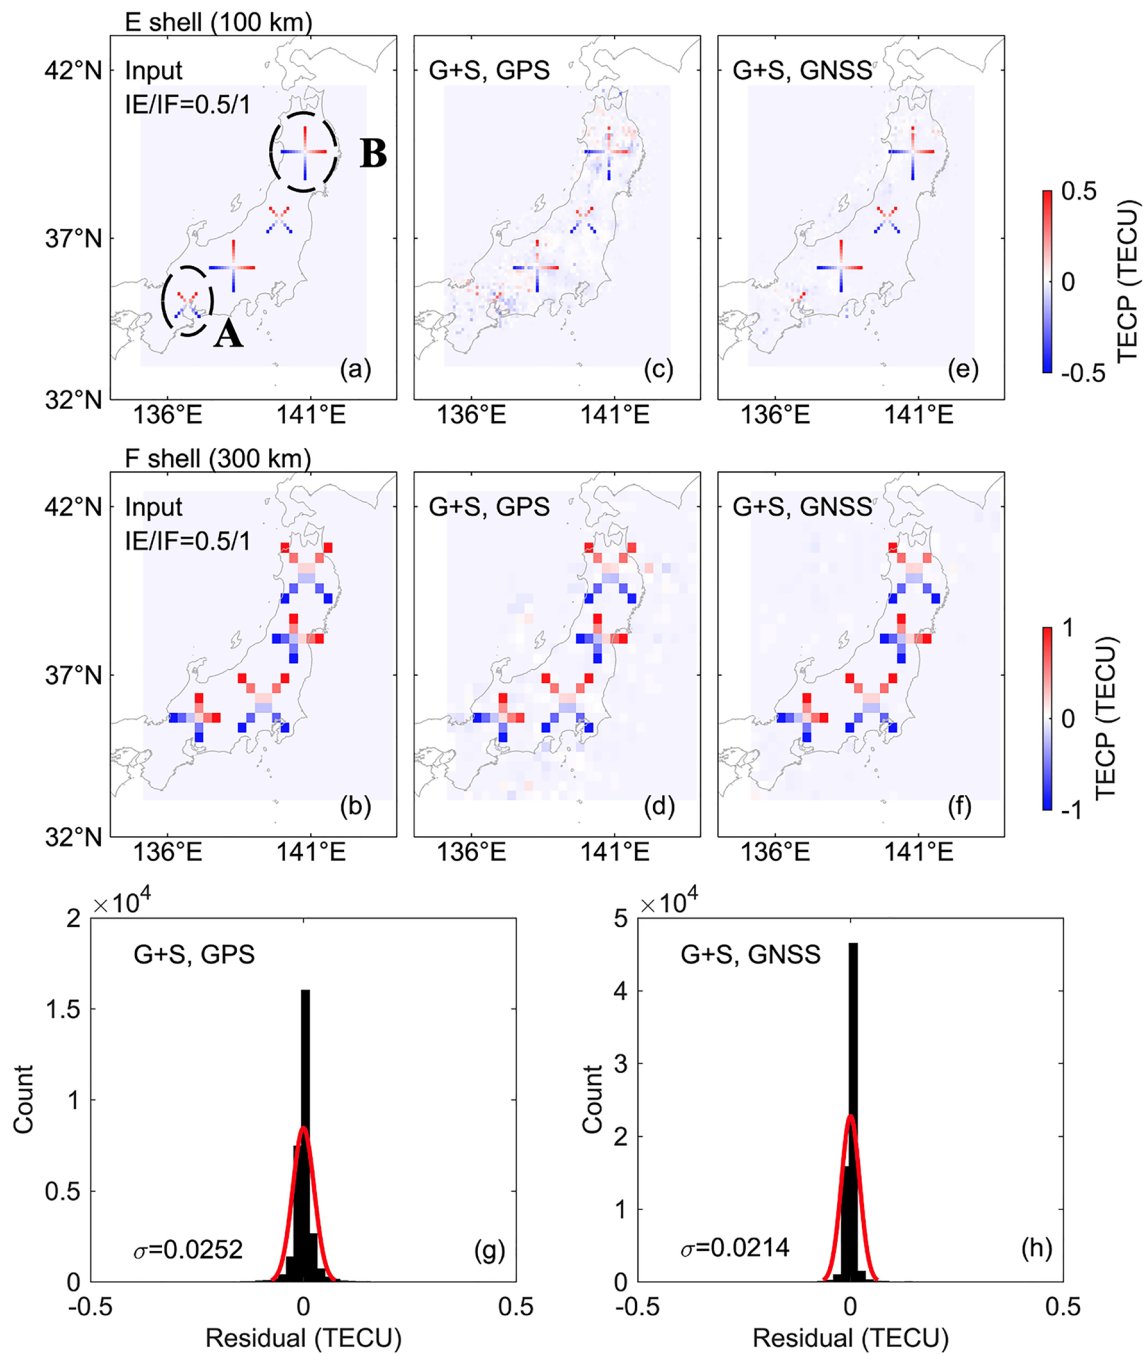 E shell (100 km)
42°N
37°N
32°N
Input
IE/IF=0.5/1
B
A
(a)
136°E
141°E
G+S, GPS
(c)
136°E
141°E
G+S, GNSS
(e)
136°E
141°E
0.5
0
-0.5
TECP (TECU)
F shell (300 km)
42°N
37°N
32°N
Input
IE/IF=0.5/1
(b)
136°E
141°E
G+S, GPS
(d)
136°E
141°E
G+S, GNSS
(f)
136°E
141°E
1
0
-1
TECP (TECU)
×10⁴
2
1.5
1
0.5
0
Count
G+S, GPS
σ=0.0252
(g)
-0.5
0
0.5
Residual (TECU)
×10⁴
5
4
3
2
1
0
Count
G+S, GNSS
σ=0.0214
(h)
-0.5
0
0.5
Residual (TECU)